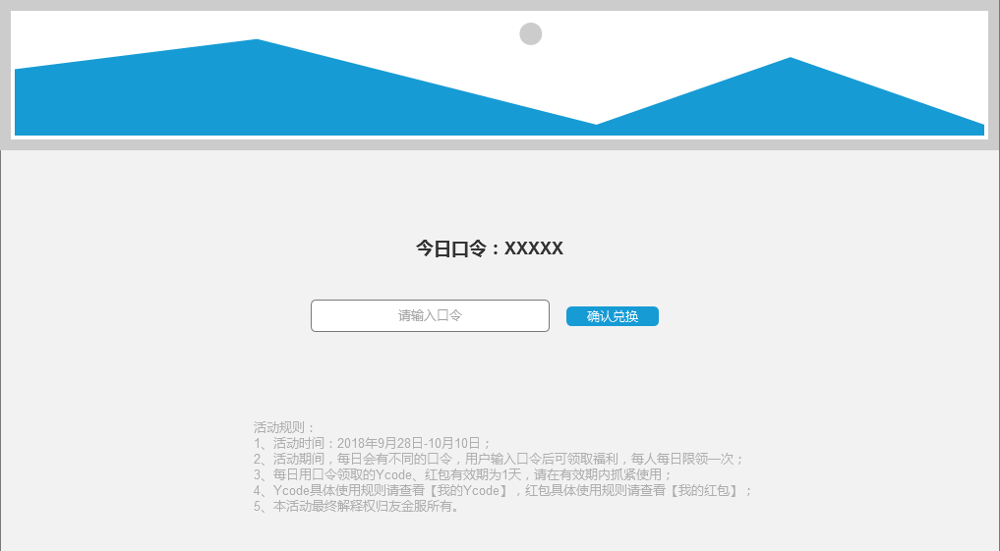 今日口令：XXXXX
请输入口令
确认兑换
活动规则：
1、活动时间：2018年9月28日-10月10日；
2、活动期间，每日会有不同的口令，用户输入口令后可领取福利，每人每日限领一次；
3、每日用口令领取的Ycode、红包有效期为1天，请在有效期内抓紧使用；
4、Ycode具体使用规则请查看【我的Ycode】，红包具体使用规则请查看【我的红包】；
5、本活动最终解释权归友金服所有。